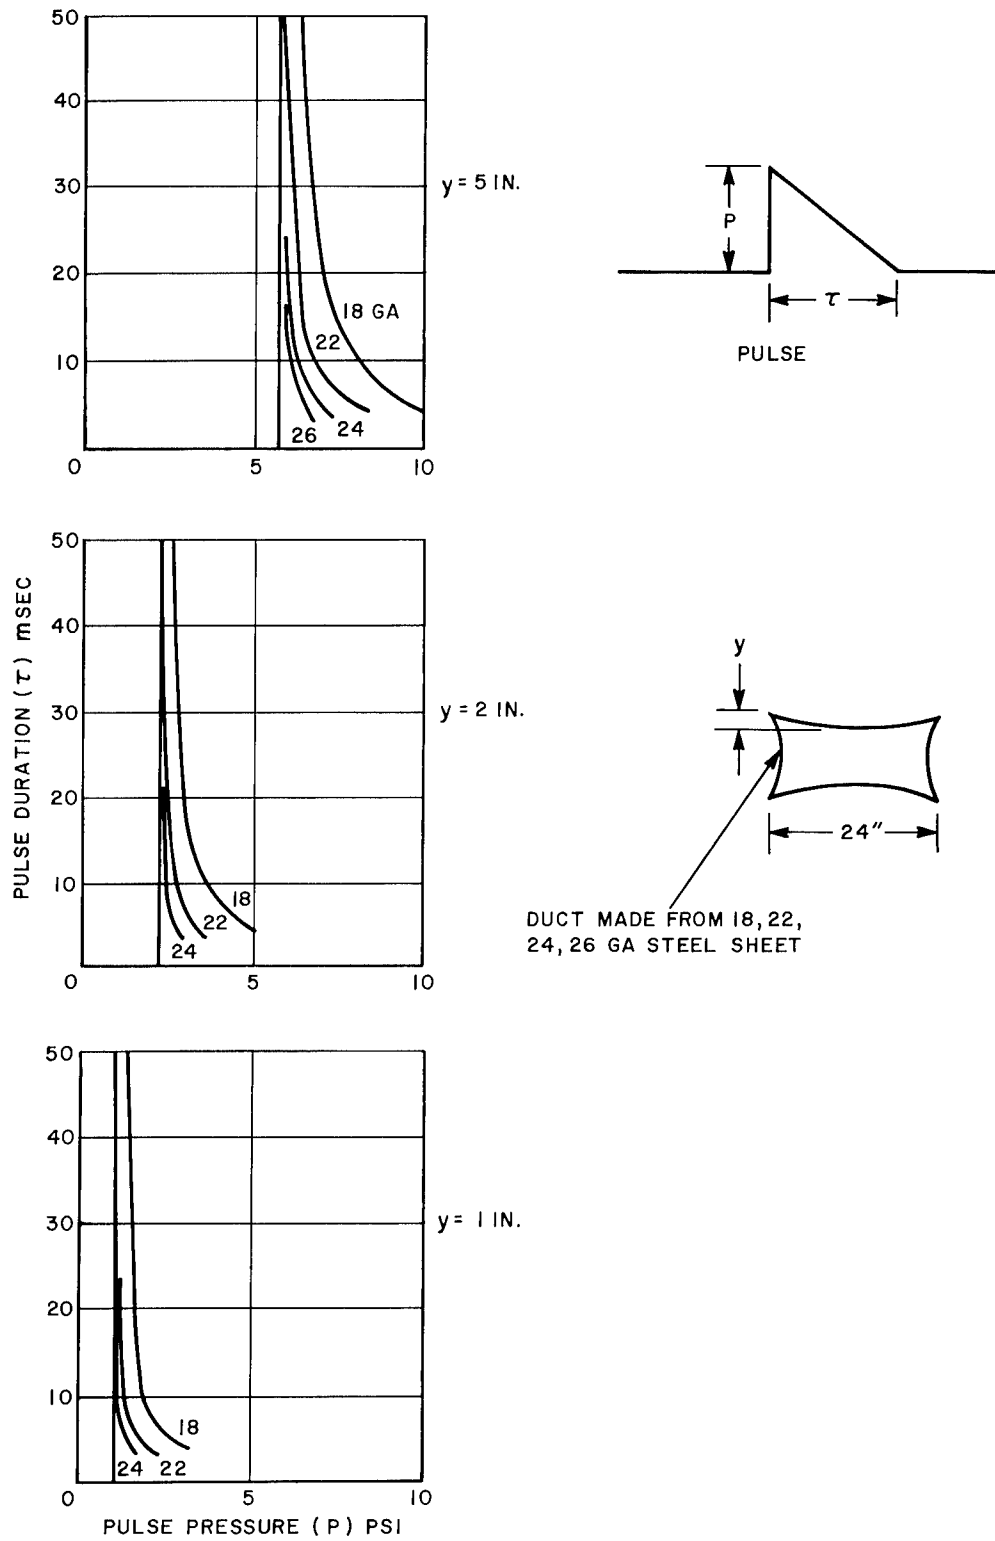 50
40
30
20
10
0
5
10
y = 5 IN.
18 GA
22
24
26
P
τ
PULSE
PULSE DURATION (τ) mSEC
50
40
30
20
10
0
5
10
y = 2 IN.
18
22
24
y
24"
DUCT MADE FROM 18, 22,
24, 26 GA STEEL SHEET
50
40
30
20
10
0
5
10
y = 1 IN.
18
24
22
PULSE PRESSURE (P) PSI